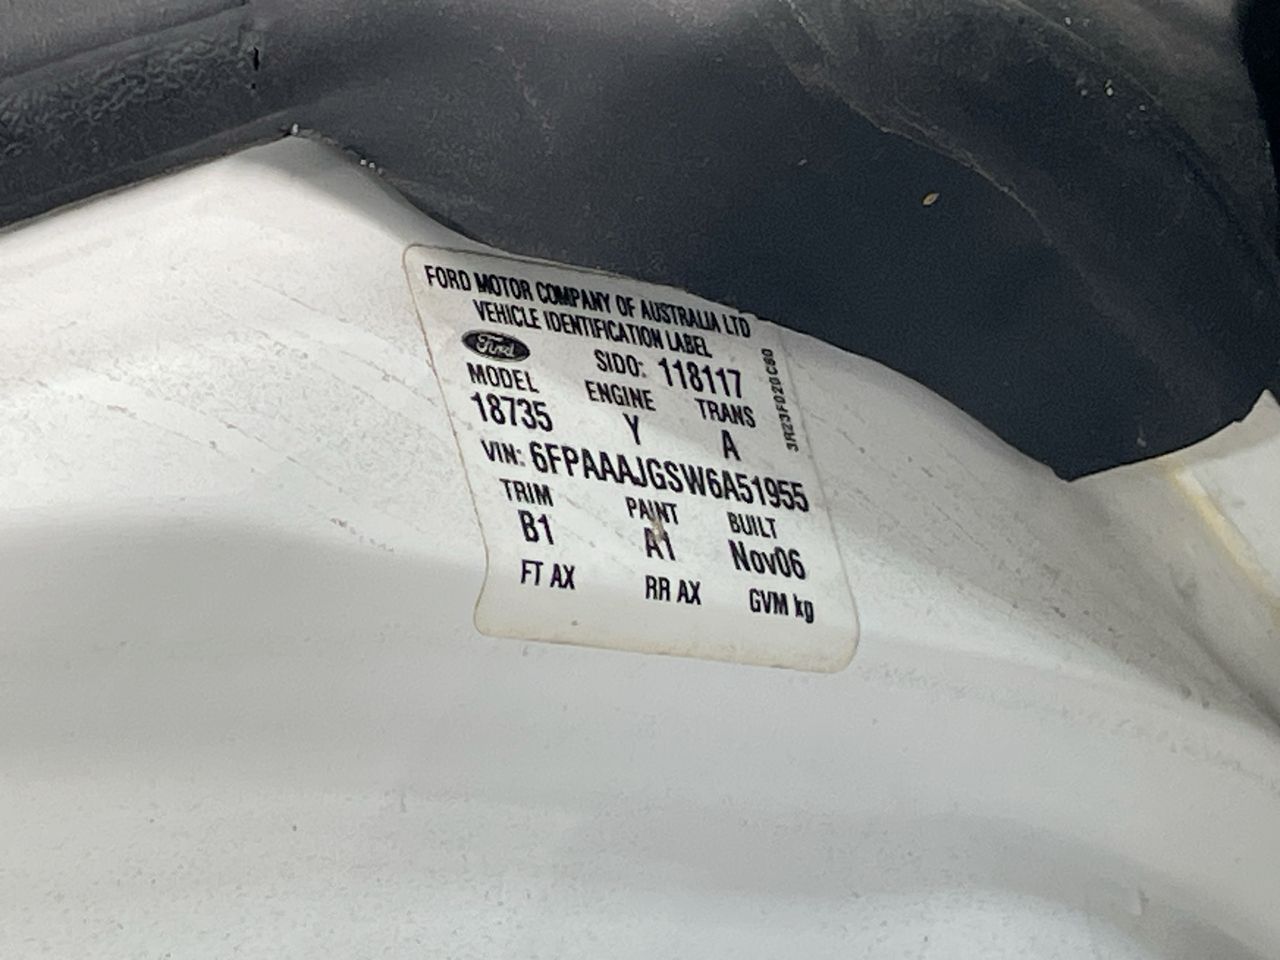 FORD MOTOR COMPANY OF AUSTRALIA LTD
VEHICLE IDENTIFICATION LABEL
Ford SIDO: 118117
MODEL ENGINE TRANS
18735 Y A
VIN: 6FPAAAJGSW6A51955
TRIM PAINT BUILT
B1 A1 Nov06
FT AX RR AX GVM kg
3R23F020C80